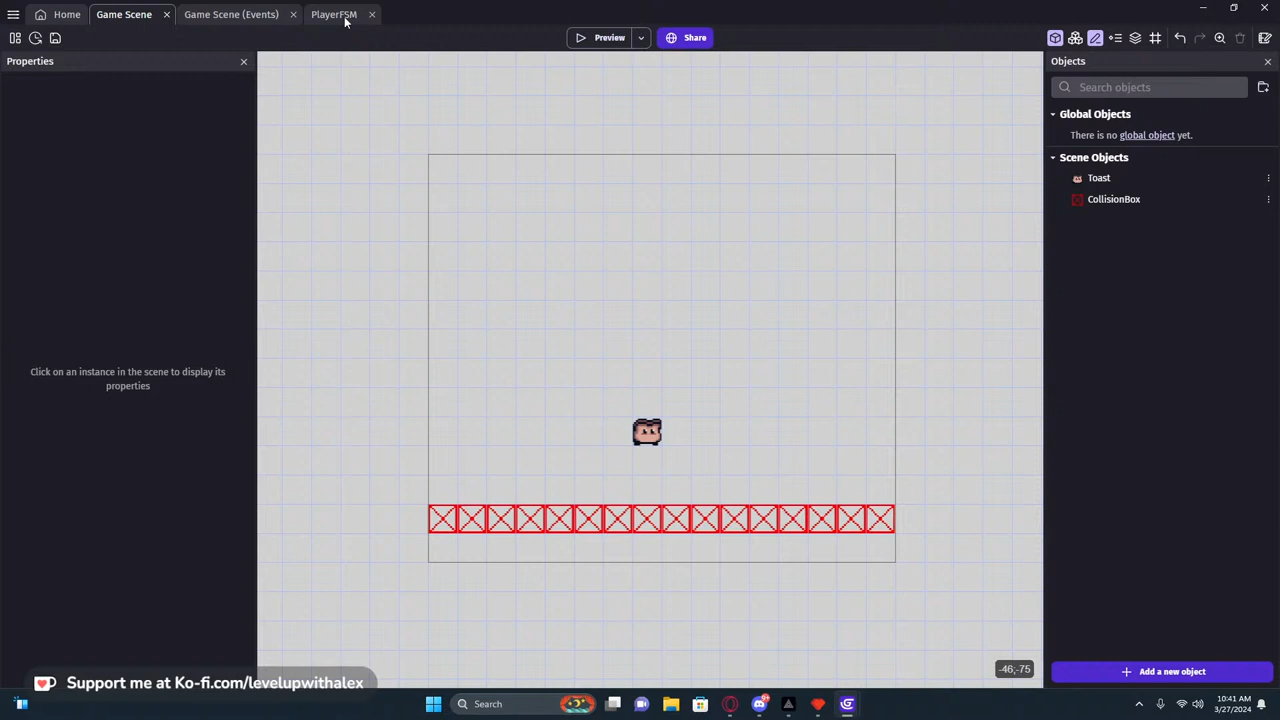 Home
Game Scene
Game Scene (Events)
PlayerFSM
Preview
Share
Properties
Objects
Search objects
Global Objects
There is no global object yet.
Scene Objects
Toast
CollisionBox
Click on an instance in the scene to display its
properties
-46;-75
Add a new object
Support me at Ko-fi.com/levelupwithalex
Search
9+
10:41 AM
3/27/2024